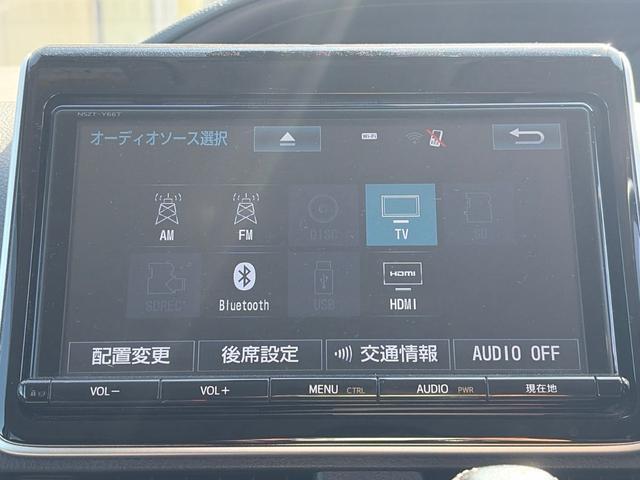 NSZT-Y66T
オーディオソース選択
Wi-Fi
AM
FM
DISC
TV
SD
SDREC
Bluetooth
USB
HDMI
HDMI
配置変更
後席設定
交通情報
AUDIO OFF
VOL−
VOL+
MENU CTRL
AUDIO PWR
現在地